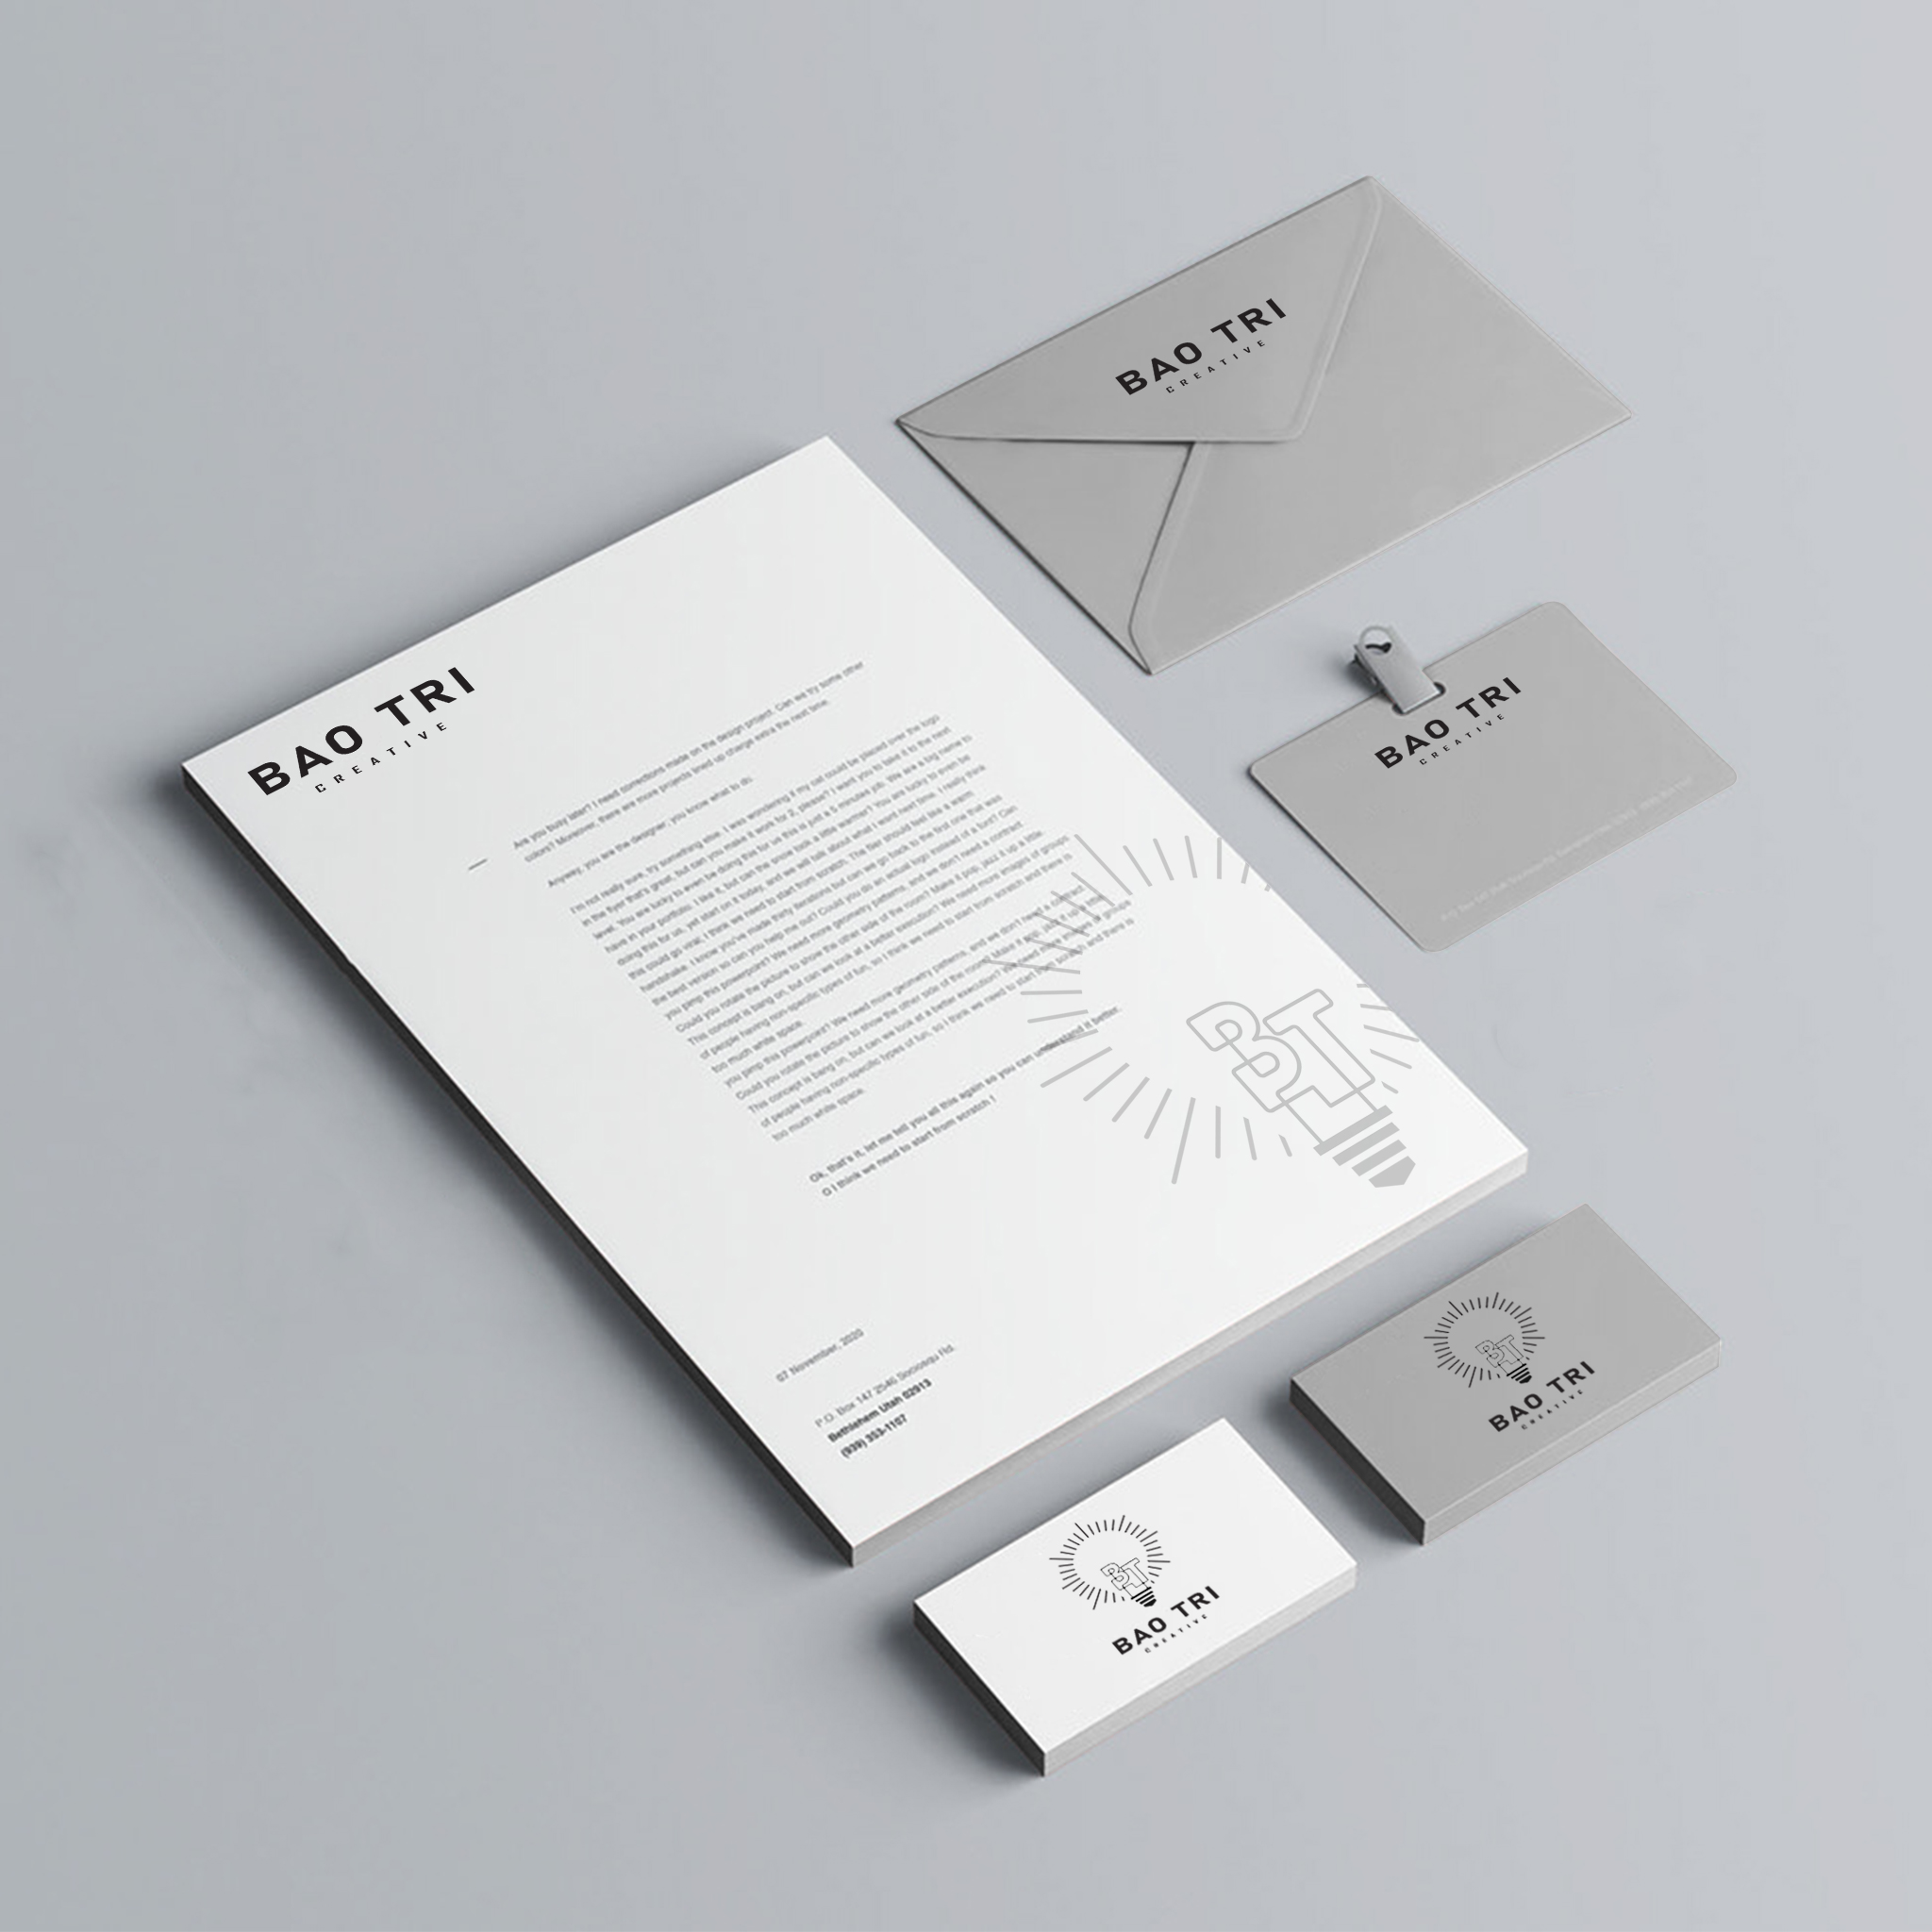 BAO TRI
CREATIVE
BAO TRI
CREATIVE
BAO TRI
CREATIVE
Are you busy later? I need corrections made on the design project. Can we try some other
colors? Moreover, there are more projects lined up charge extra the next time.
Anyway, you are the designer; you know what to do.
I'm not really sure, try something else. I was wondering if my cat could be placed over the logo
in the flyer that's great, but can you make it work for 2, please? I want you to take it to the next
level. You are lucky to even be doing this for us this is just a 5 minutes job. We are a big name to
have in your portfolio. I like it, but can the snow look a little warmer? You are lucky to even be
doing this for us, yet start on it today, and we will talk about what I want next time. I really think
this could go viral, I think we need to start from scratch. The flier should feel like a warm
handshake. I know you've made thirty iterations but can we go back to the first one that was
the best version so can you help me out? Could you do an actual logo instead of a font? Can
you pimp this powerpoint? We need more geometry patterns, and we don't need a contract.
Could you rotate the picture to show the other side of the room? Make it pop, jazz it up a little.
This concept is bang on, but can we look at a better execution? We need more images of groups
of people having non-specific types of fun, so I think we need to start from scratch and there is
too much white space.
you pimp this powerpoint? We need more geometry patterns, and we don't need a contract.
Could you rotate the picture to show the other side of the room? Make it
This concept is bang on, but can we look at a better execution? We need more images of groups
of people having non-specific types of fun, so I think we need to start from scratch and there is
too much white space.
Ok, that's it, let me tell you all this again so you can understand it better.
O I think we need to start from scratch !
BT
07 November, 2020
P.O. Box 147 2546 Sociosqu Rd.
Bethlehem Utah 02913
(939) 353-1107
BT
BAO TRI
CREATIVE
BT
BAO TRI
CREATIVE